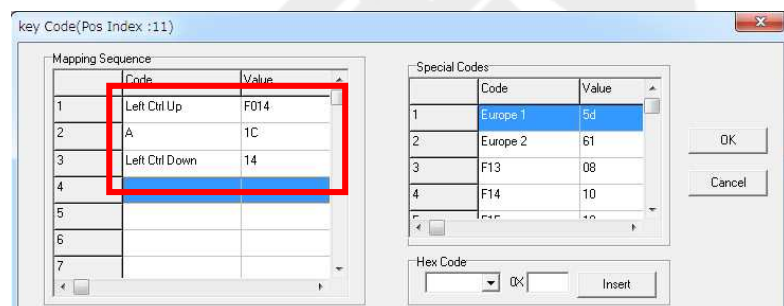 key Code(Pos Index :11)
Mapping Sequence
Code Value
1 Left Ctrl Up F014
2 A 1C
3 Left Ctrl Down 14
4
5
6
7
Special Codes
Code Value
1 Europe 1 5d
2 Europe 2 61
3 F13 08
4 F14 10
OK
Cancel
Hex Code
0X
Insert